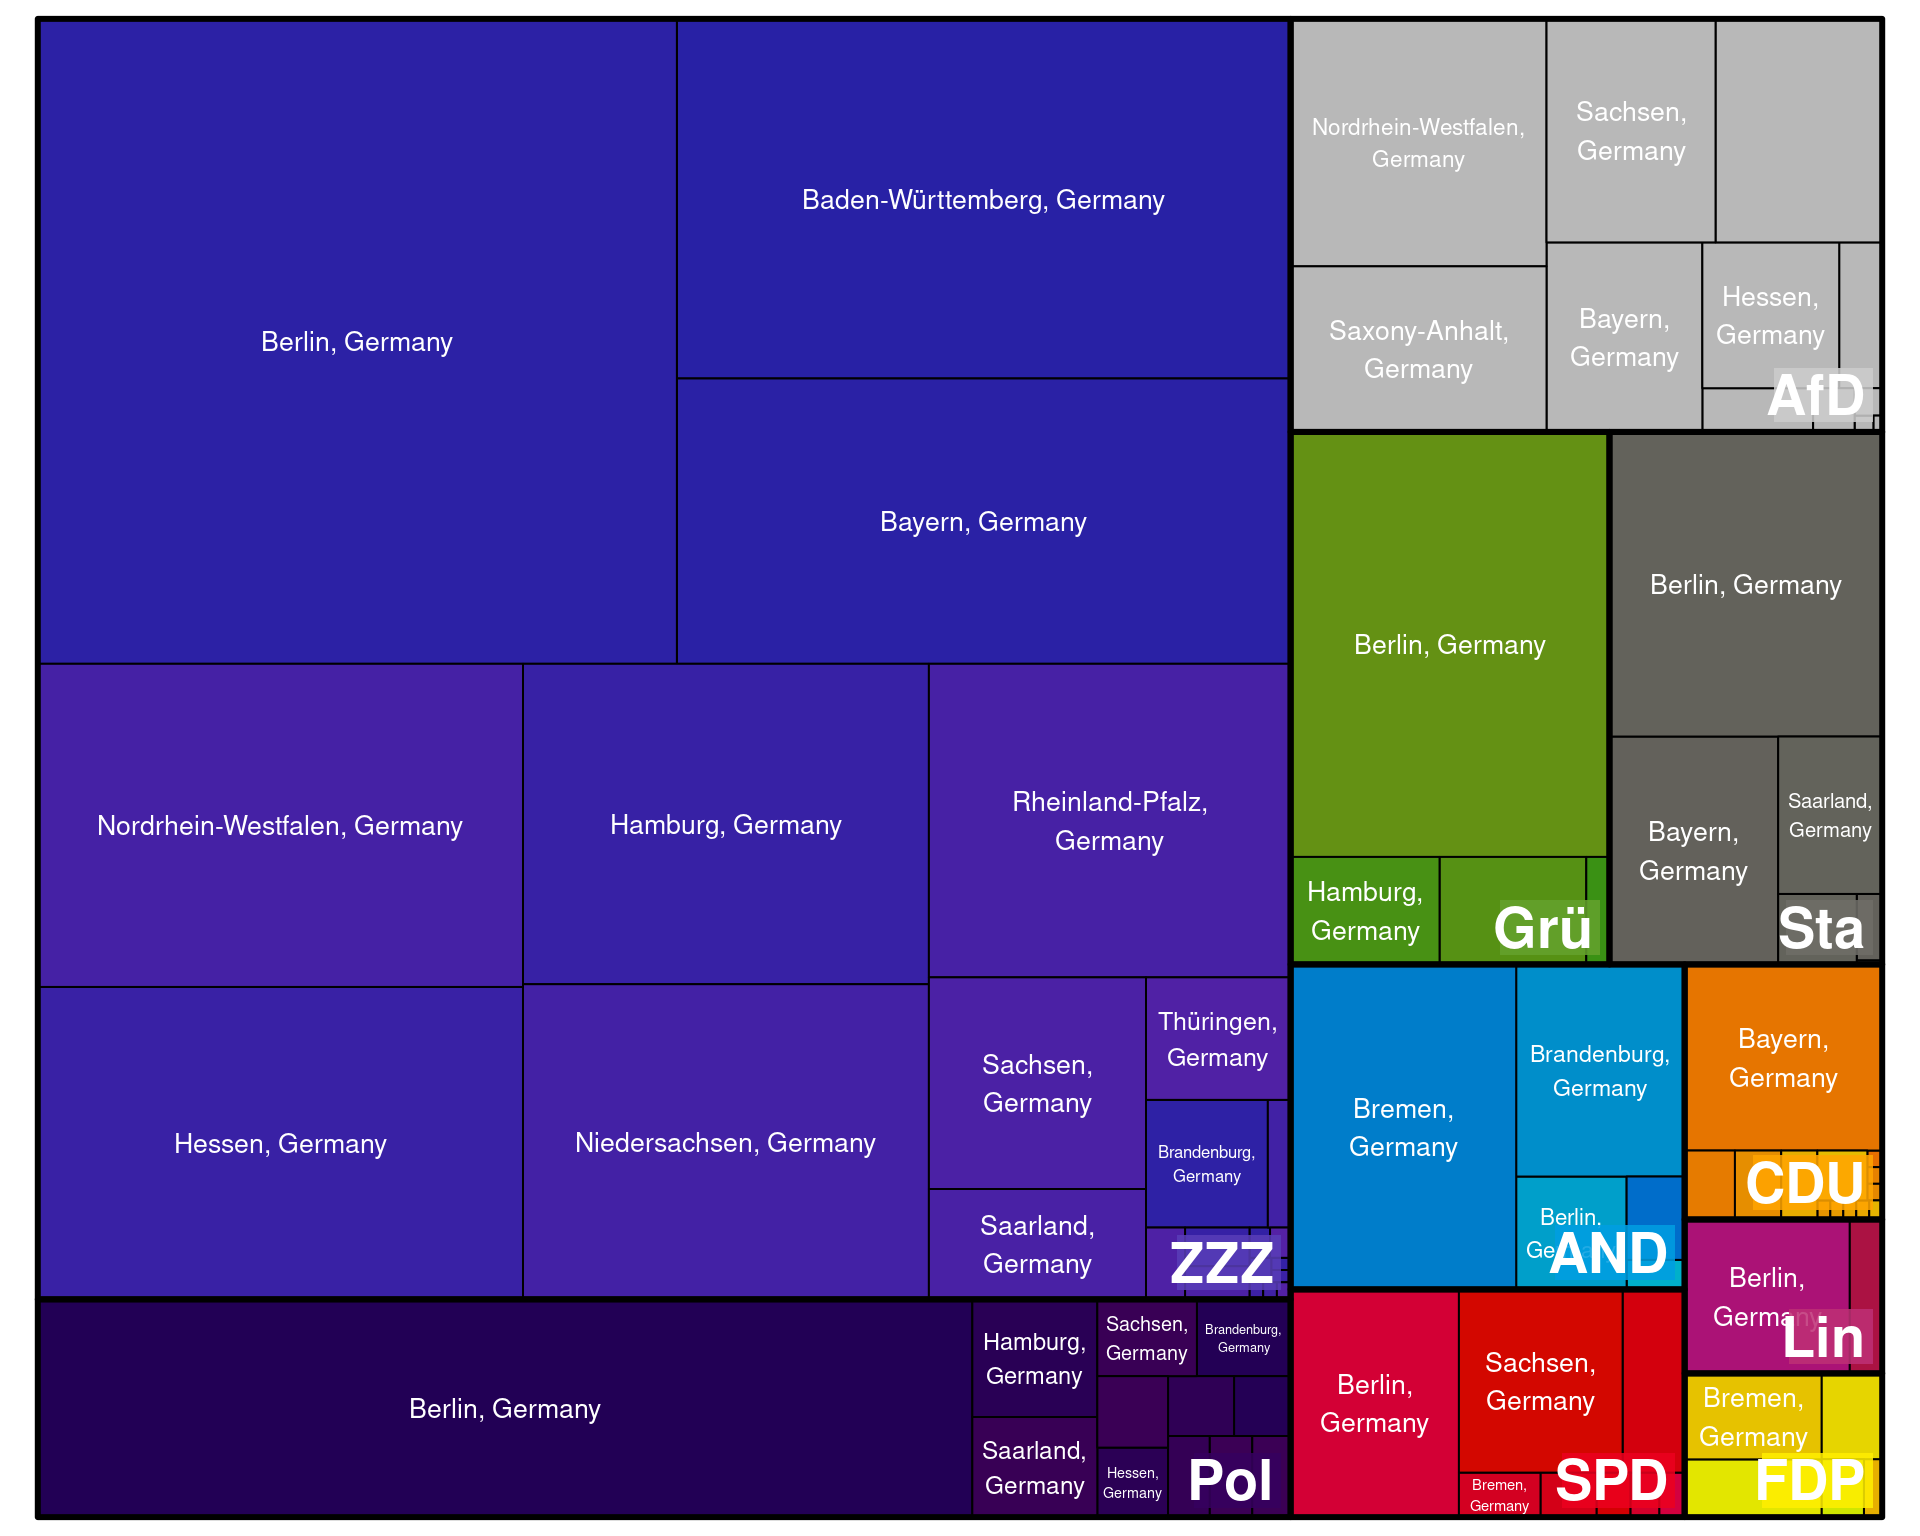 Berlin, Germany
Baden-Württemberg, Germany
Bayern, Germany
Nordrhein-Westfalen, Germany
Hamburg, Germany
Rheinland-Pfalz,
Germany
Hessen, Germany
Niedersachsen, Germany
Sachsen,
Germany
Thüringen,
Germany
Brandenburg,
Germany
Saarland,
Germany
ZZZ
Berlin, Germany
Hamburg,
Germany
Saarland,
Germany
Sachsen,
Germany
Brandenburg,
Germany
Hessen,
Germany
Pol
Nordrhein-Westfalen,
Germany
Sachsen,
Germany
Saxony-Anhalt,
Germany
Bayern,
Germany
Hessen,
Germany
AfD
Berlin, Germany
Hamburg,
Germany
Grü
Berlin, Germany
Bayern,
Germany
Saarland,
Germany
Sta
Bremen,
Germany
Brandenburg,
Germany
Berlin,
AND
Bayern,
Germany
CDU
Berlin,
Germany
Lin
Berlin,
Germany
Sachsen,
Germany
Bremen,
Germany
SPD
Bremen,
Germany
FDP